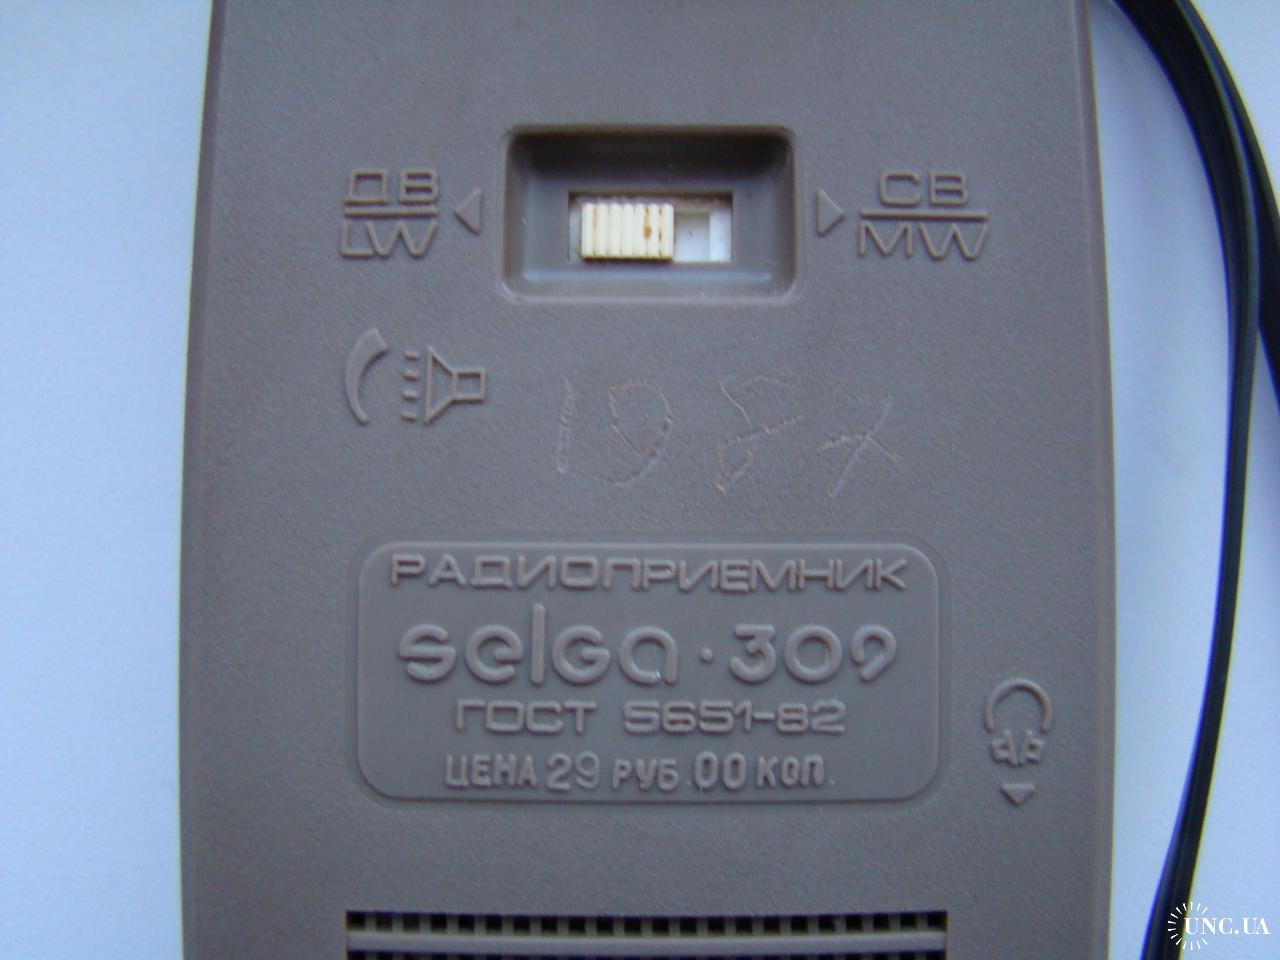 ДВ
LW
СВ
MW
1987
РАДИОПРИЕМНИК
selga·309
ГОСТ 5651-82
ЦЕНА 29 РУБ. 00 КОП.
UNC.UA